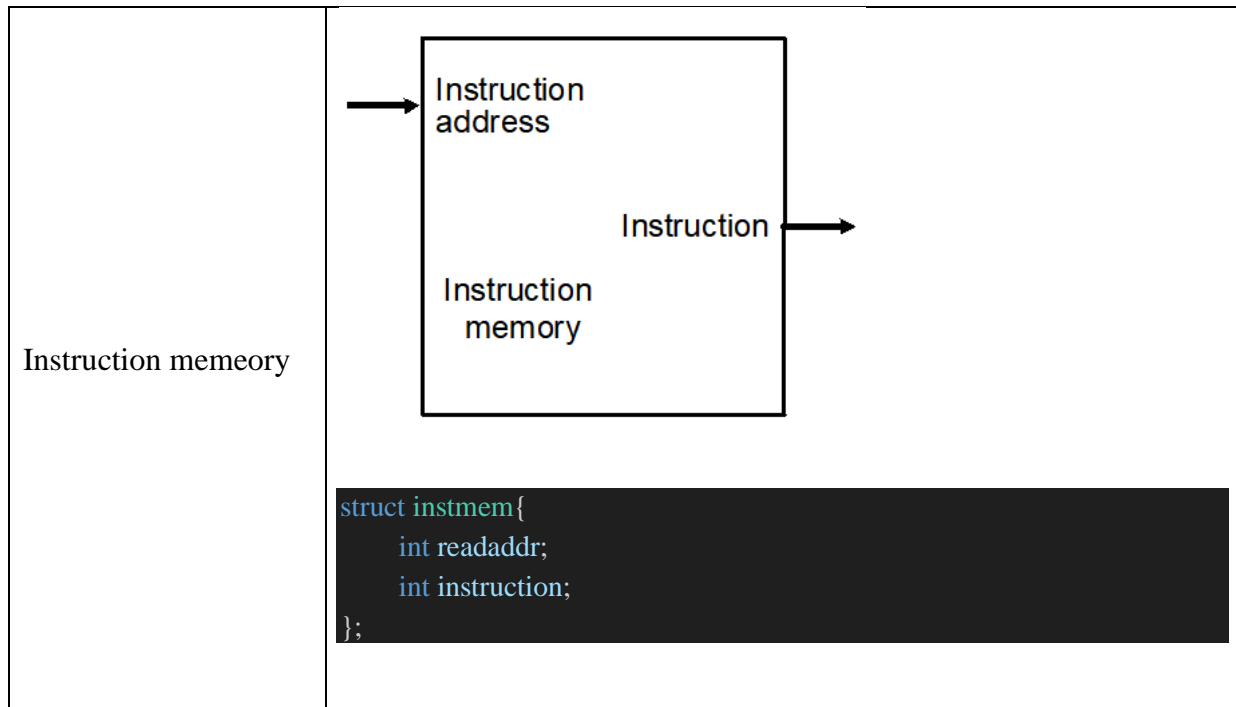 Instruction memeory
Instruction
address
Instruction
Instruction
memory
struct instmem{
int readaddr;
int instruction;
};